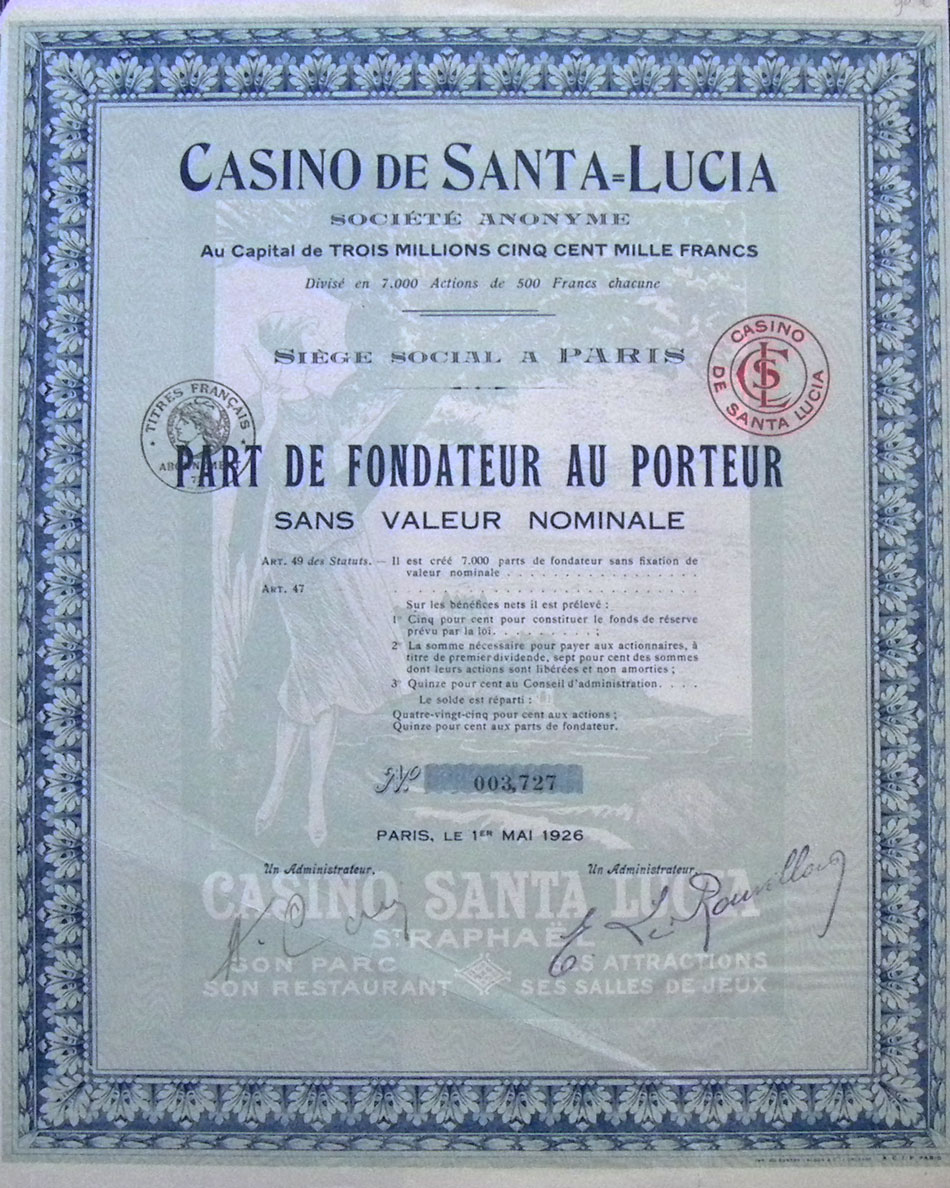 CASINO DE SANTA=LUCIA
SOCIÉTÉ ANONYME
Au Capital de TROIS MILLIONS CINQ CENT MILLE FRANCS
Divisé en 7.000 Actions de 500 Francs chacune
SIÈGE SOCIAL A PARIS
CASINO DE SANTA LUCIA
CSL
TITRES FRANÇAIS
PART DE FONDATEUR AU PORTEUR
SANS VALEUR NOMINALE
ART. 49 des Statuts. — Il est créé 7.000 parts de fondateur sans fixation de
valeur nominale . . . . . . . . . . . . . . . . . .
ART. 47 . . . . . . . . . . . . . . . . . . . . . . . . . . . .
Sur les bénéfices nets il est prélevé :
1° Cinq pour cent pour constituer le fonds de réserve
prévu par la loi. . . . . . . . . ;
2° La somme nécessaire pour payer aux actionnaires, à
titre de premier dividende, sept pour cent des sommes
dont leurs actions sont libérées et non amorties ;
3° Quinze pour cent au Conseil d'administration. . . .
Le solde est réparti :
Quatre-vingt-cinq pour cent aux actions ;
Quinze pour cent aux parts de fondateur.
N° 003,727
PARIS, LE 1ER MAI 1926
Un Administrateur, Un Administrateur,
CASINO SANTA LUCIA
ST RAPHAËL
SON PARC SES ATTRACTIONS
SON RESTAURANT SES SALLES DE JEUX